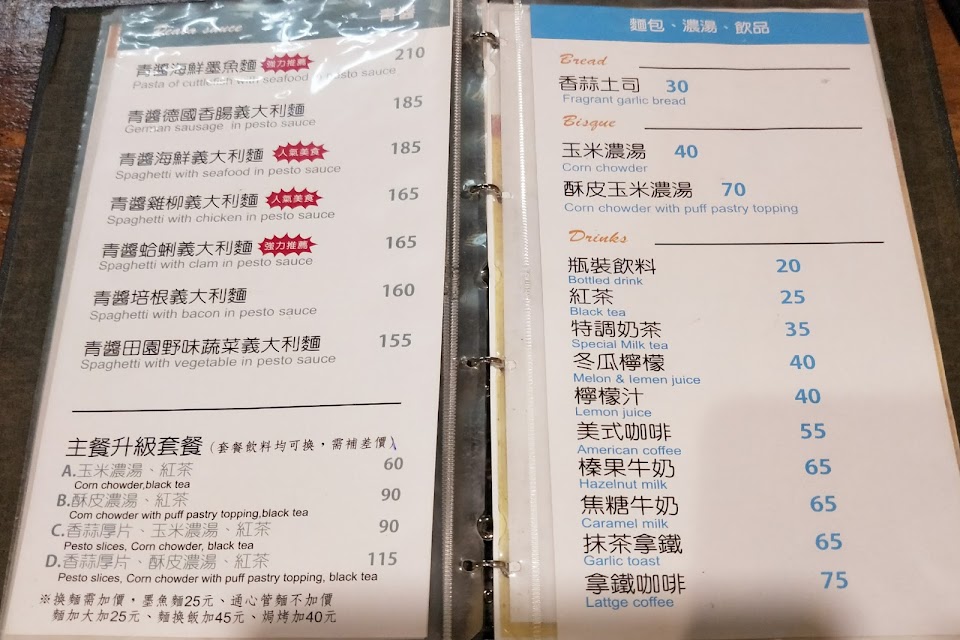 青醬
青醬海鮮墨魚麵 強力推薦 210
Pasta of cuttlefish with seafood in pesto sauce
青醬德國香腸義大利麵 185
German sausage in pesto sauce
青醬海鮮義大利麵 人氣美食 185
Spaghetti with seafood in pesto sauce
青醬雞柳義大利麵 人氣美食 165
Spaghetti with chicken in pesto sauce
青醬蛤蜊義大利麵 強力推薦 165
Spaghetti with clam in pesto sauce
青醬培根義大利麵 160
Spaghetti with bacon in pesto sauce
青醬田園野味蔬菜義大利麵 155
Spaghetti with vegetable in pesto sauce
主餐升級套餐(套餐飲料均可換，需補差價)
A.玉米濃湯、紅茶 60
Corn chowder,black tea
B.酥皮濃湯、紅茶 90
Corn chowder with puff pastry topping,black tea
C.香蒜厚片、玉米濃湯、紅茶 90
Pesto slices, Corn chowder, black tea
D.香蒜厚片、酥皮濃湯、紅茶 115
Pesto slices, Corn chowder with puff pastry topping, black tea
※換麵需加價，墨魚麵25元、通心管麵不加價
麵加大加25元、麵換飯加45元、焗烤加40元
麵包、濃湯、飲品
Bread
香蒜土司 30
Fragrant garlic bread
Bisque
玉米濃湯 40
Corn chowder
酥皮玉米濃湯 70
Corn chowder with puff pastry topping
Drinks
瓶裝飲料 20
Bottled drink
紅茶 25
Black tea
特調奶茶 35
Special Milk tea
冬瓜檸檬 40
Melon & lemen juice
檸檬汁 40
Lemon juice
美式咖啡 55
American coffee
榛果牛奶 65
Hazelnut milk
焦糖牛奶 65
Caramel milk
抹茶拿鐵 65
Garlic toast
拿鐵咖啡 75
Lattge coffee